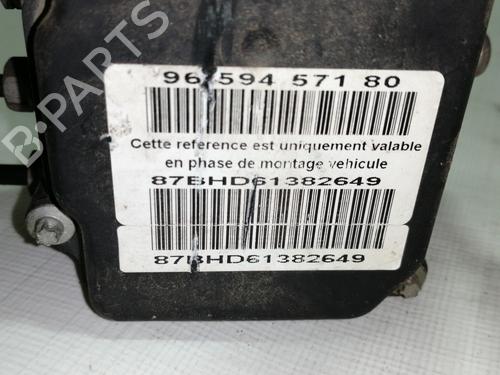 96 594 571 80
Cette reference est uniquement valable
en phase de montage vehicule
87BHD61382649
87BHD61382649
B-PARTS